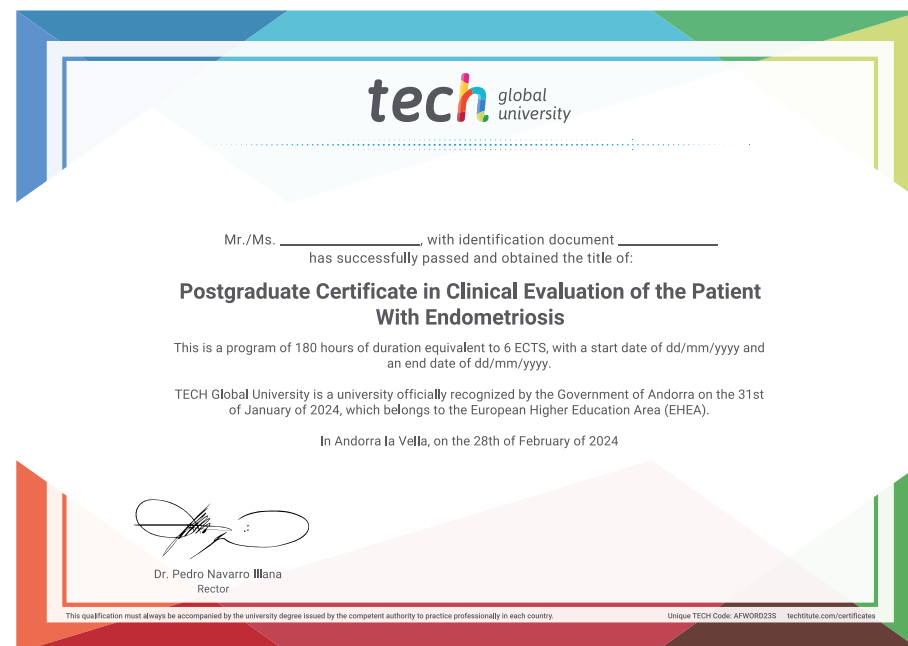 tech global university
Mr./Ms. ____________, with identification document ____________
has successfully passed and obtained the title of:
Postgraduate Certificate in Clinical Evaluation of the Patient
With Endometriosis
This is a program of 180 hours of duration equivalent to 6 ECTS, with a start date of dd/mm/yyyy and
an end date of dd/mm/yyyy.
TECH Global University is a university officially recognized by the Government of Andorra on the 31st
of January of 2024, which belongs to the European Higher Education Area (EHEA).
In Andorra la Vella, on the 28th of February of 2024
Dr. Pedro Navarro Illana
Rector
This qualification must always be accompanied by the university degree issued by the competent authority to practice professionally in each country.
Unique TECH Code: AFWORD23S techtitute.com/certificates